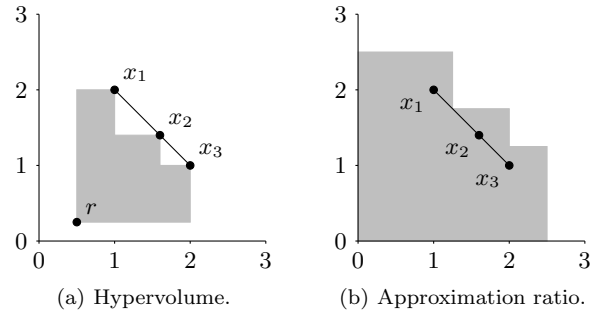 3
2
1
0
0 1 2 3
x₁
x₂
x₃
r
(a) Hypervolume.
3
2
1
0
0 1 2 3
x₁
x₂
x₃
(b) Approximation ratio.